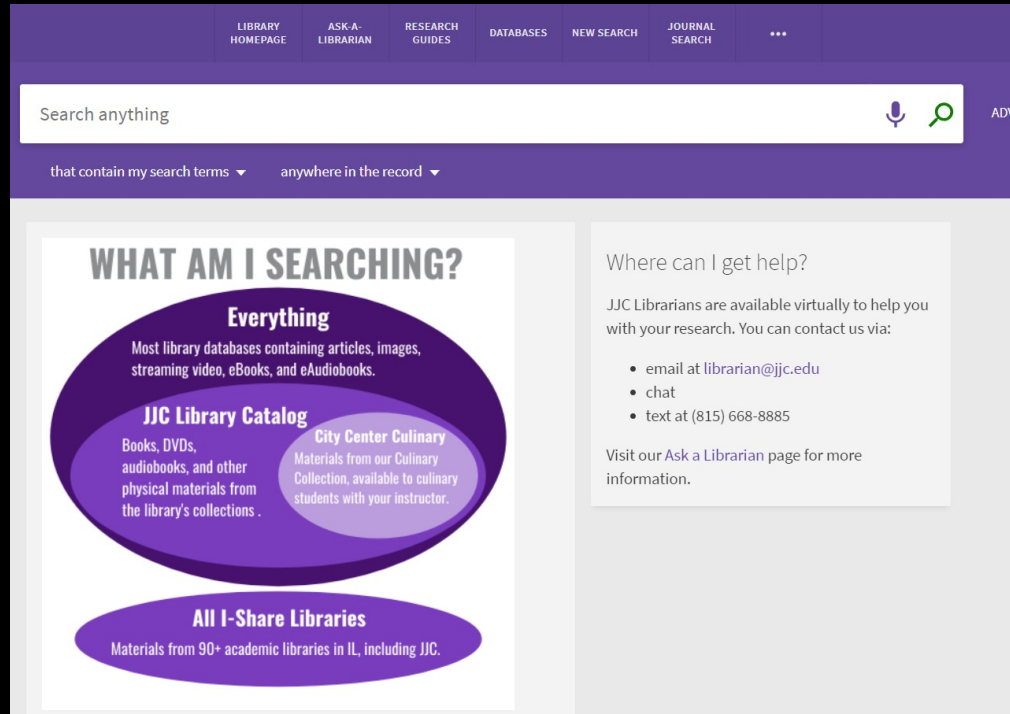 LIBRARY
HOMEPAGE
ASK-A-
LIBRARIAN
RESEARCH
GUIDES
DATABASES
NEW SEARCH
JOURNAL
SEARCH
•••
Search anything
that contain my search terms
anywhere in the record
WHAT AM I SEARCHING?
Everything
Most library databases containing articles, images,
streaming video, eBooks, and eAudiobooks.
JJC Library Catalog
Books, DVDs,
audiobooks, and other
physical materials from
the library's collections .
City Center Culinary
Materials from our Culinary
Collection, available to culinary
students with your instructor.
All I-Share Libraries
Materials from 90+ academic libraries in IL, including JJC.
Where can I get help?
JJC Librarians are available virtually to help you
with your research. You can contact us via:
• email at librarian@jjc.edu
• chat
• text at (815) 668-8885
Visit our Ask a Librarian page for more
information.